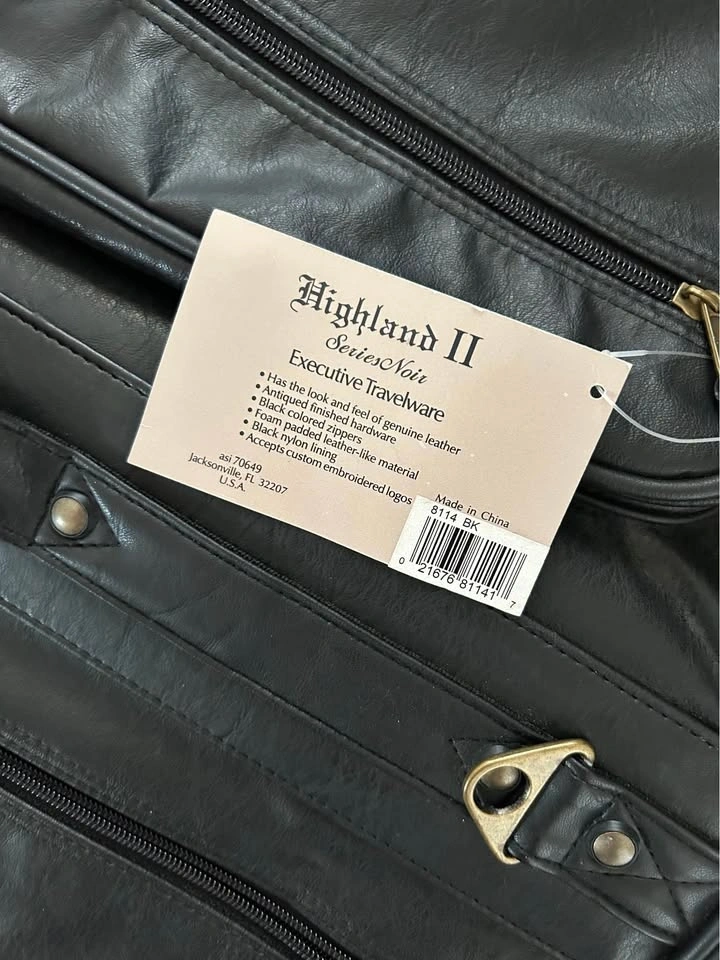 Highland II
Series Noir
Executive Travelware
• Has the look and feel of genuine leather
• Antiqued finished hardware
• Black colored zippers
• Foam padded leather-like material
• Black nylon lining
• Accepts custom embroidered logos
asi 70649
Jacksonville, FL 32207
U.S.A.
Made in China
8114 BK
0 21676 81141 7